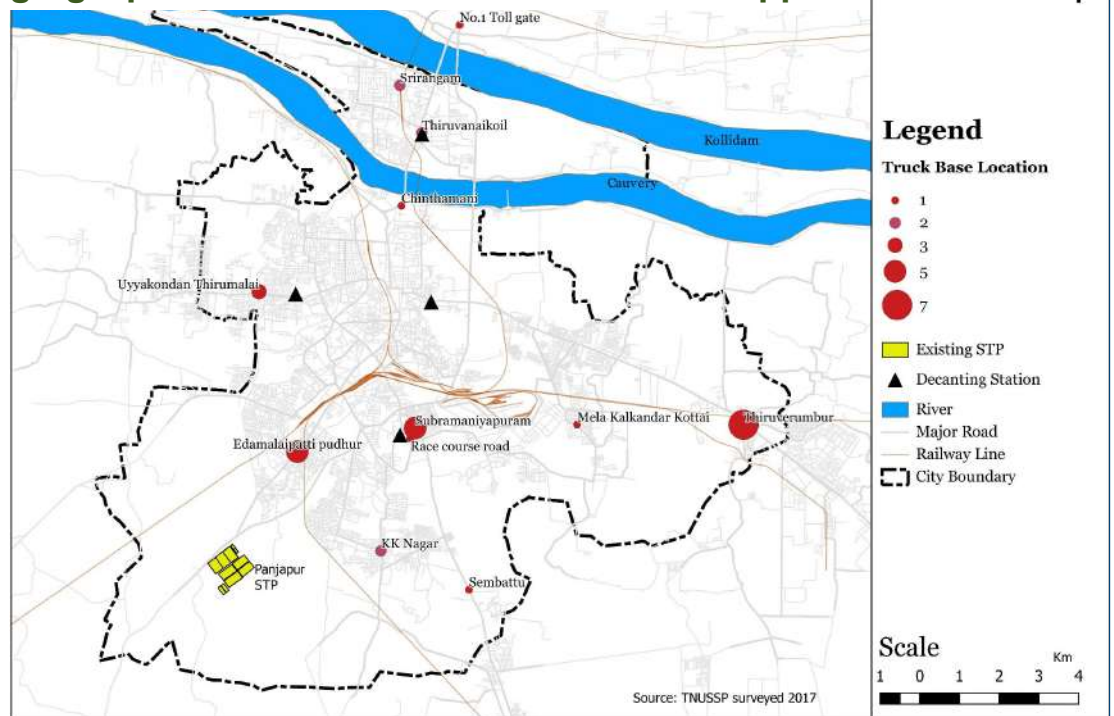 No.1 Toll gate
Srirangam
Thiruvanaikoil
Kollidam
Cauvery
Chinthamani
Uyyakondan Thirumalai
Subramaniyapuram
Mela Kalkandar Kottai
Thiruverumbur
Edamalaipatti pudhur
Race course road
KK Nagar
Panjapur
STP
Sembattu
Source: TNUSSP surveyed 2017
Legend
Truck Base Location
1
2
3
5
7
Existing STP
Decanting Station
River
Major Road
Railway Line
City Boundary
Scale
Km
1 0 1 2 3 4